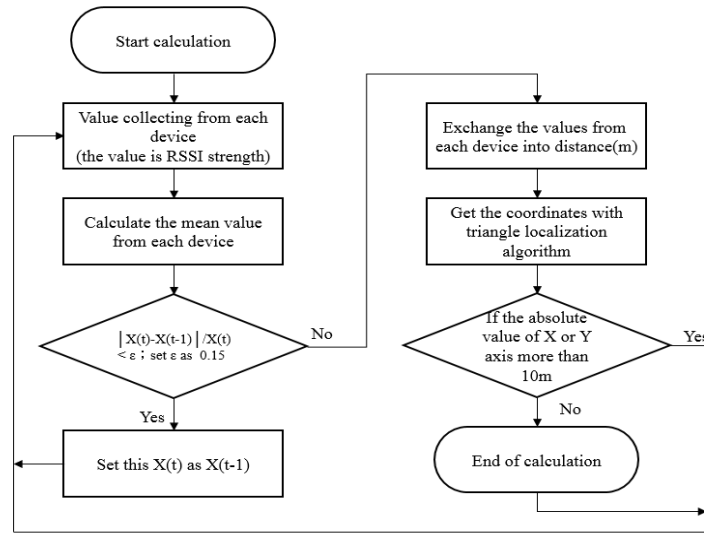 Start calculation
Value collecting from each
device
(the value is RSSI strength)
Calculate the mean value
from each device
|X(t)-X(t-1)|/X(t)
< ε ; set ε as 0.15
No
Yes
Set this X(t) as X(t-1)
Exchange the values from
each device into distance(m)
Get the coordinates with
triangle localization
algorithm
If the absolute
value of X or Y
axis more than
10m
Yes
No
End of calculation